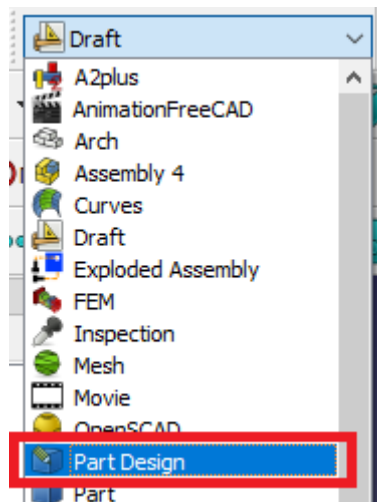 Draft
A2plus
AnimationFreeCAD
Arch
Assembly 4
Curves
Draft
Exploded Assembly
FEM
Inspection
Mesh
Movie
OpenSCAD
Part Design
Part